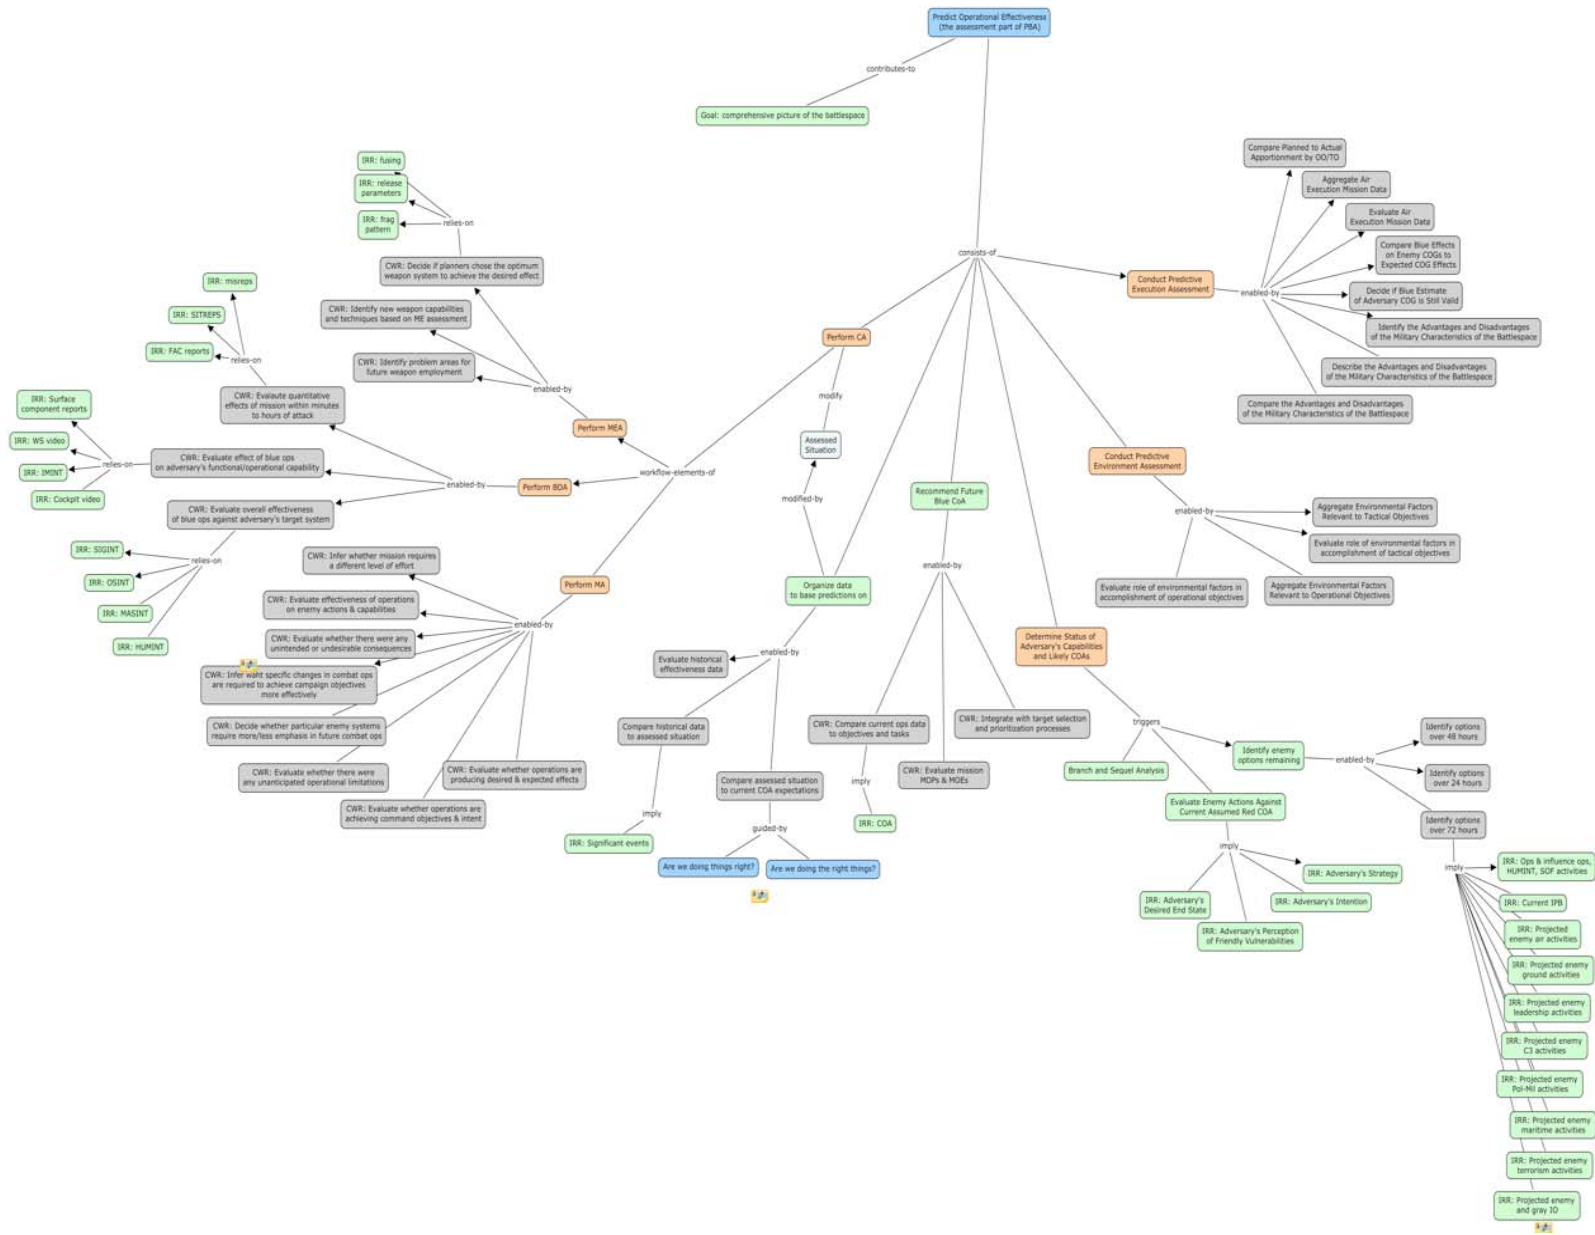 Predict Operational Effectiveness
(the assessment part of PBA)
contributes-to
Goal: comprehensive picture of the battlespace
consists-of
Conduct Predictive
Execution Assessment
enabled-by
Compare Planned to Actual
Apportionment by OO/TO
Aggregate Air
Execution Mission Data
Evaluate Air
Execution Mission Data
Compare Blue Effects
on Enemy COGs to
Expected COG Effects
Decide if Blue Estimate
of Adversary COG is Still Valid
Identify the Advantages and Disadvantages
of the Military Characteristics of the Battlespace
Describe the Advantages and Disadvantages
of the Military Characteristics of the Battlespace
Compare the Advantages and Disadvantages
of the Military Characteristics of the Battlespace
IRR: fusing
IRR: release
parameters
IRR: frag
pattern
relies-on
CWR: Decide if planners chose the optimum
weapon system to achieve the desired effect
CWR: Identify new weapon capabilities
and techniques based on ME assessment
CWR: Identify problem areas for
future weapon employment
enabled-by
Perform MEA
IRR: misreps
IRR: SITREPS
IRR: FAC reports
relies-on
CWR: Evalaute quantitative
effects of mission within minutes
to hours of attack
IRR: Surface
component reports
IRR: WS video
IRR: IMINT
IRR: Cockpit video
relies-on
CWR: Evaluate effect of blue ops
on adversary's functional/operational capability
CWR: Evaluate overall effectiveness
of blue ops against adversary's target system
enabled-by
Perform BDA
workflow-elements-of
IRR: SIGINT
IRR: OSINT
IRR: MASINT
IRR: HUMINT
relies-on
Perform CA
modify
Assessed
Situation
modified-by
Organize data
to base predictions on
Perform MA
enabled-by
CWR: Infer whether mission requires
a different level of effort
CWR: Evaluate effectiveness of operations
on enemy actions & capabilities
CWR: Evaluate whether there were any
unintended or undesirable consequences
CWR: Infer want specific changes in combat ops
are required to achieve campaign objectives
more effectively
CWR: Decide whether particular enemy systems
require more/less emphasis in future combat ops
CWR: Evaluate whether there were
any unanticipated operational limitations
CWR: Evaluate whether operations are
achieving command objectives & intent
CWR: Evaluate whether operations are
producing desired & expected effects
enabled-by
Evaluate historical
effectiveness data
Compare historical data
to assessed situation
imply
IRR: Significant events
Compare assessed situation
to current COA expectations
guided-by
Are we doing things right?
Are we doing the right things?
Recommend Future
Blue CoA
enabled-by
CWR: Compare current ops data
to objectives and tasks
imply
IRR: COA
CWR: Evaluate mission
MOPs & MOEs
CWR: Integrate with target selection
and prioritization processes
Conduct Predictive
Environment Assessment
enabled-by
Aggregate Environmental Factors
Relevant to Tactical Objectives
Evaluate role of environmental factors in
accomplishment of tactical objectives
Aggregate Environmental Factors
Relevant to Operational Objectives
Evaluate role of environmental factors in
accomplishment of operational objectives
Determine Status of
Adversary's Capabilities
and Likely COAs
triggers
Branch and Sequel Analysis
Evaluate Enemy Actions Against
Current Assumed Red COA
imply
IRR: Adversary's Strategy
IRR: Adversary's Intention
IRR: Adversary's
Desired End State
IRR: Adversary's Perception
of Friendly Vulnerabilities
Identify enemy
options remaining
enabled-by
Identify options
over 48 hours
Identify options
over 24 hours
Identify options
over 72 hours
imply
IRR: Ops & influence ops,
HUMINT, SOF activities
IRR: Current IPB
IRR: Projected
enemy air activities
IRR: Projected enemy
ground activities
IRR: Projected enemy
leadership activities
IRR: Projected enemy
C3 activities
IRR: Projected enemy
Pol-Mil activities
IRR: Projected enemy
maritime activities
IRR: Projected enemy
terrorism activities
IRR: Projected enemy
and gray IO